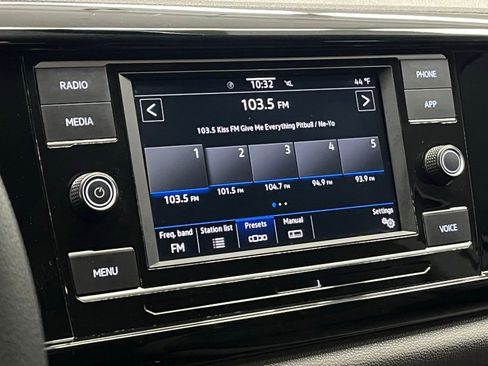 RADIO
MEDIA
MENU
PHONE
APP
VOICE
10:32 44 °F
103.5 FM
103.5 Kiss FM Give Me Everything Pitbull / Ne-Yo
1 2 3 4 5
103.5 FM 101.5 FM 104.7 FM 94.9 FM 93.9 FM
Freq. band Station list Presets Manual Settings
FM